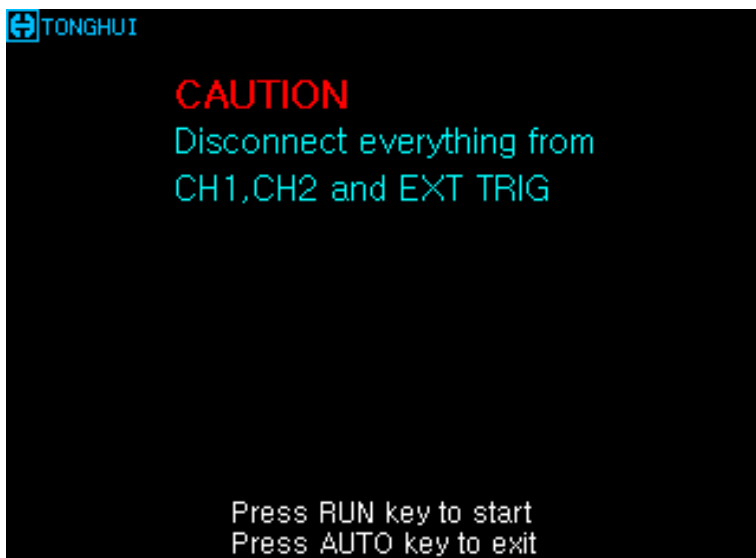 TONGHUI
CAUTION
Disconnect everything from
CH1,CH2 and EXT TRIG
Press RUN key to start
Press AUTO key to exit